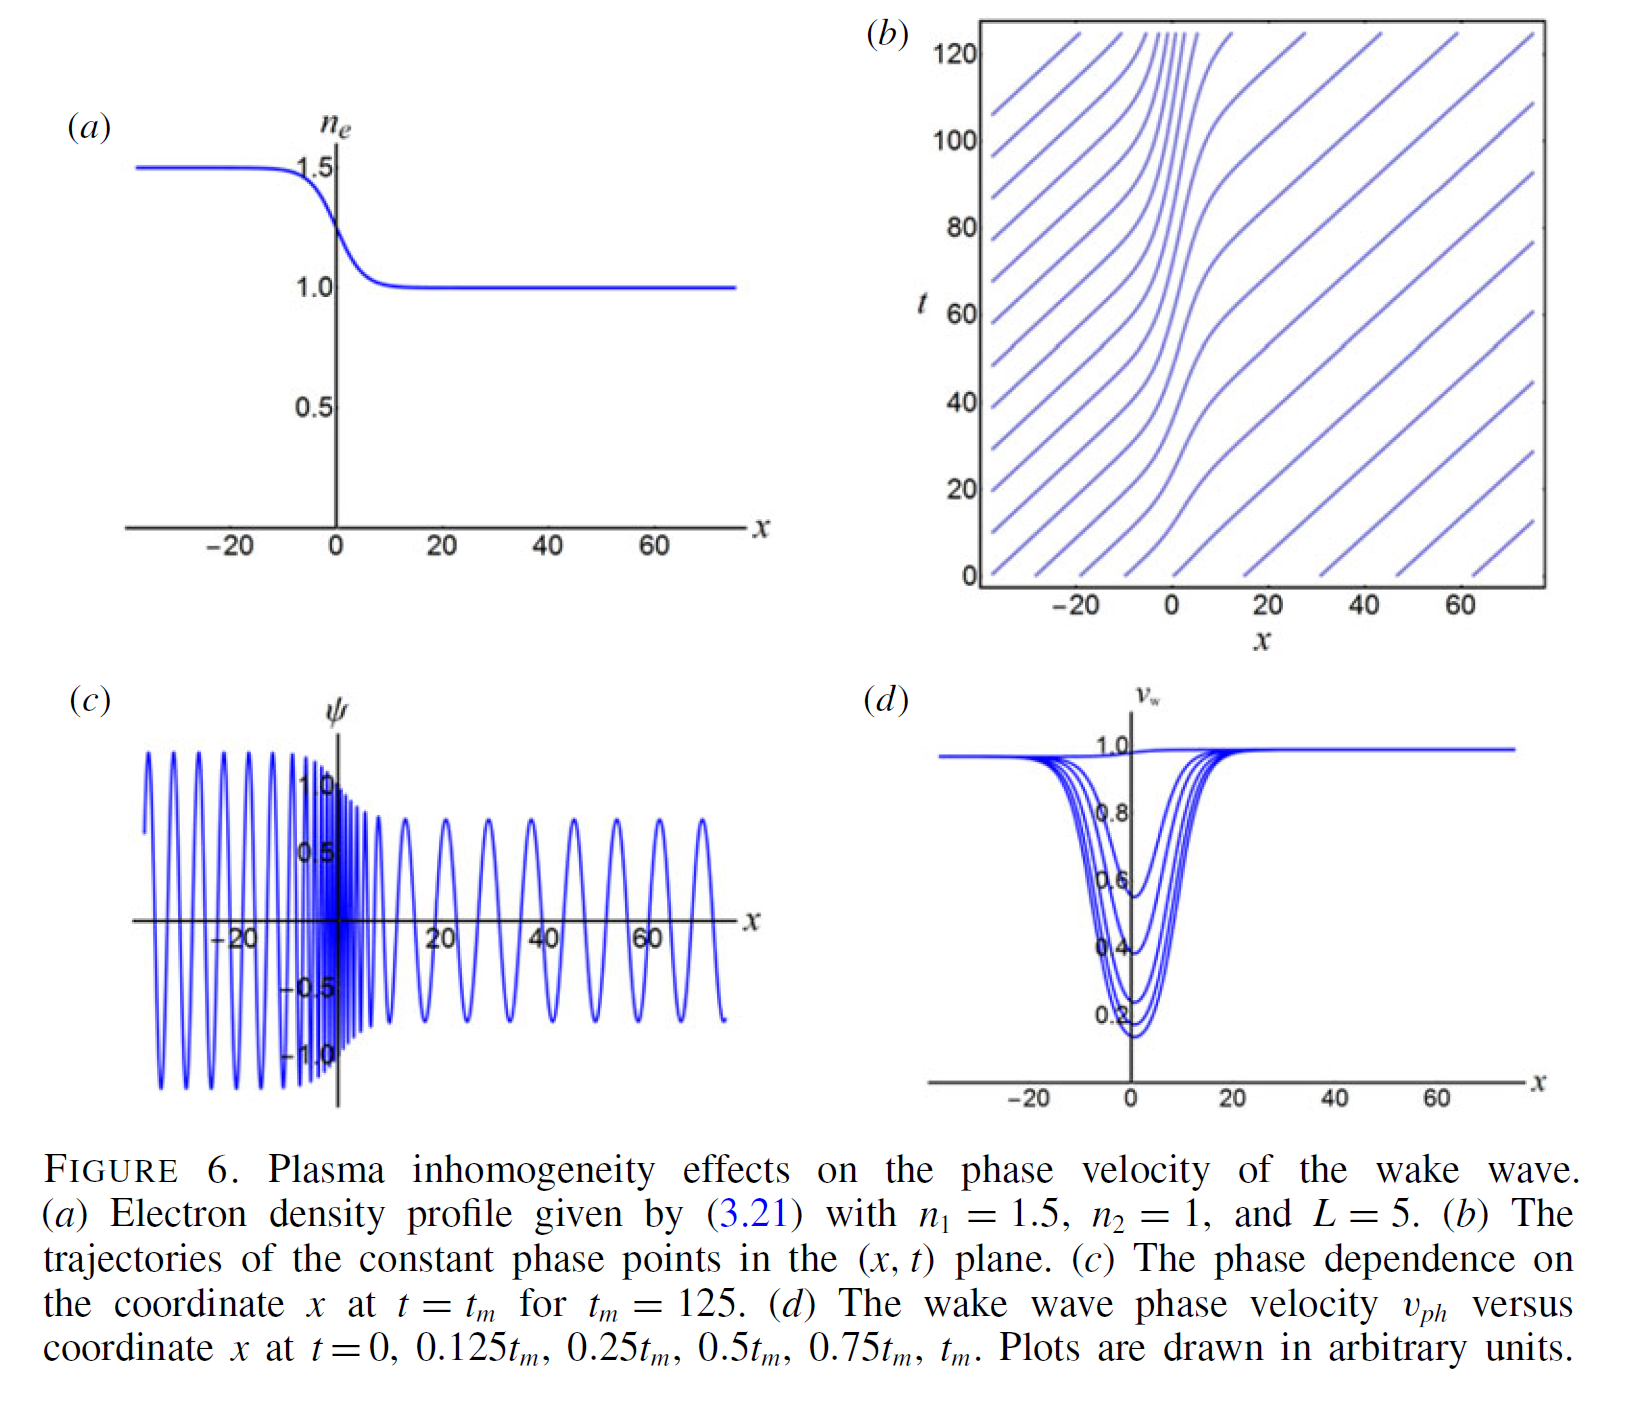 (a)
n_e
1.5
1.0
0.5
−20 0 20 40 60 x
(b)
120
100
80
60
40
20
0
t
−20 0 20 40 60
x
(c)
ψ
1.0
0.5
−0.5
−1.0
−20 20 40 60 x
(d)
v_w
1.0
0.8
0.6
0.4
0.2
−20 0 20 40 60 x
FIGURE 6. Plasma inhomogeneity effects on the phase velocity of the wake wave.
(a) Electron density profile given by (3.21) with n₁ = 1.5, n₂ = 1, and L = 5. (b) The
trajectories of the constant phase points in the (x, t) plane. (c) The phase dependence on
the coordinate x at t = t_m for t_m = 125. (d) The wake wave phase velocity v_ph versus
coordinate x at t = 0, 0.125t_m, 0.25t_m, 0.5t_m, 0.75t_m, t_m. Plots are drawn in arbitrary units.